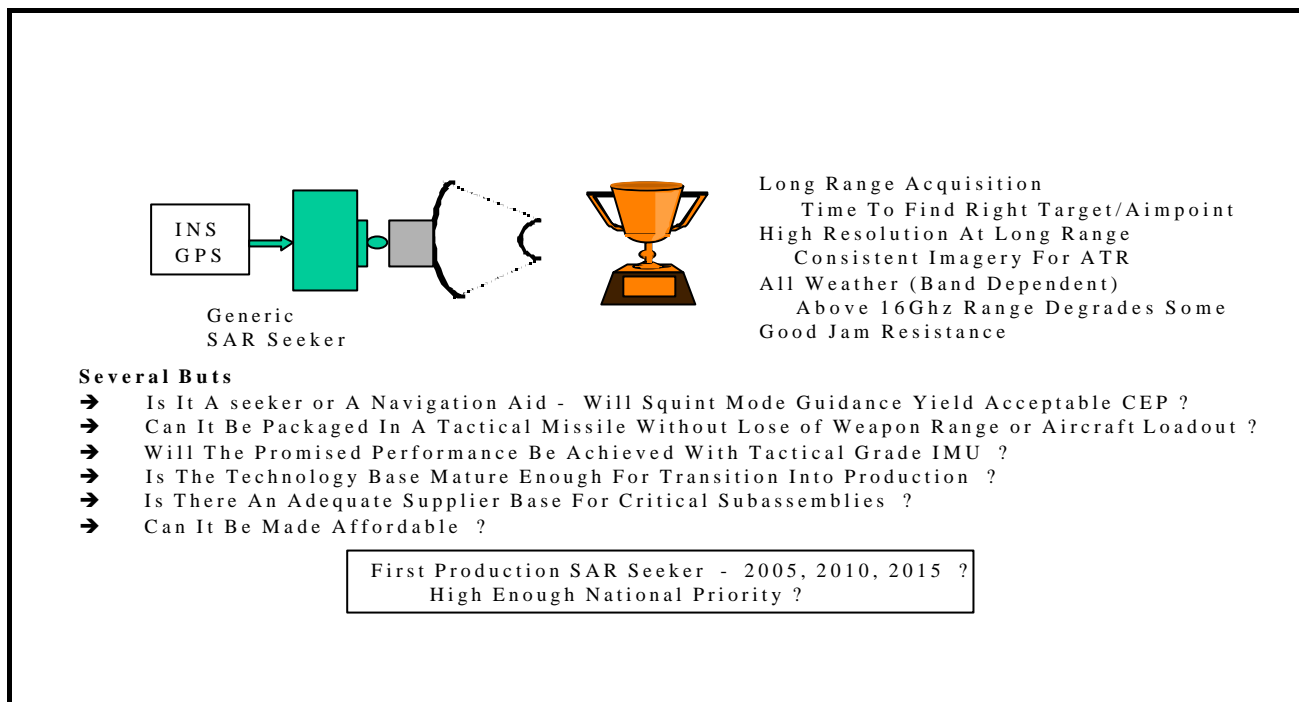 INS
GPS
Generic
SAR Seeker
Long Range Acquisition
Time To Find Right Target/Aimpoint
High Resolution At Long Range
Consistent Imagery For ATR
All Weather (Band Dependent)
Above 16Ghz Range Degrades Some
Good Jam Resistance
Several Buts
➔ Is It A seeker or A Navigation Aid - Will Squint Mode Guidance Yield Acceptable CEP ?
➔ Can It Be Packaged In A Tactical Missile Without Lose of Weapon Range or Aircraft Loadout ?
➔ Will The Promised Performance Be Achieved With Tactical Grade IMU ?
➔ Is The Technology Base Mature Enough For Transition Into Production ?
➔ Is There An Adequate Supplier Base For Critical Subassemblies ?
➔ Can It Be Made Affordable ?
First Production SAR Seeker - 2005, 2010, 2015 ?
High Enough National Priority ?